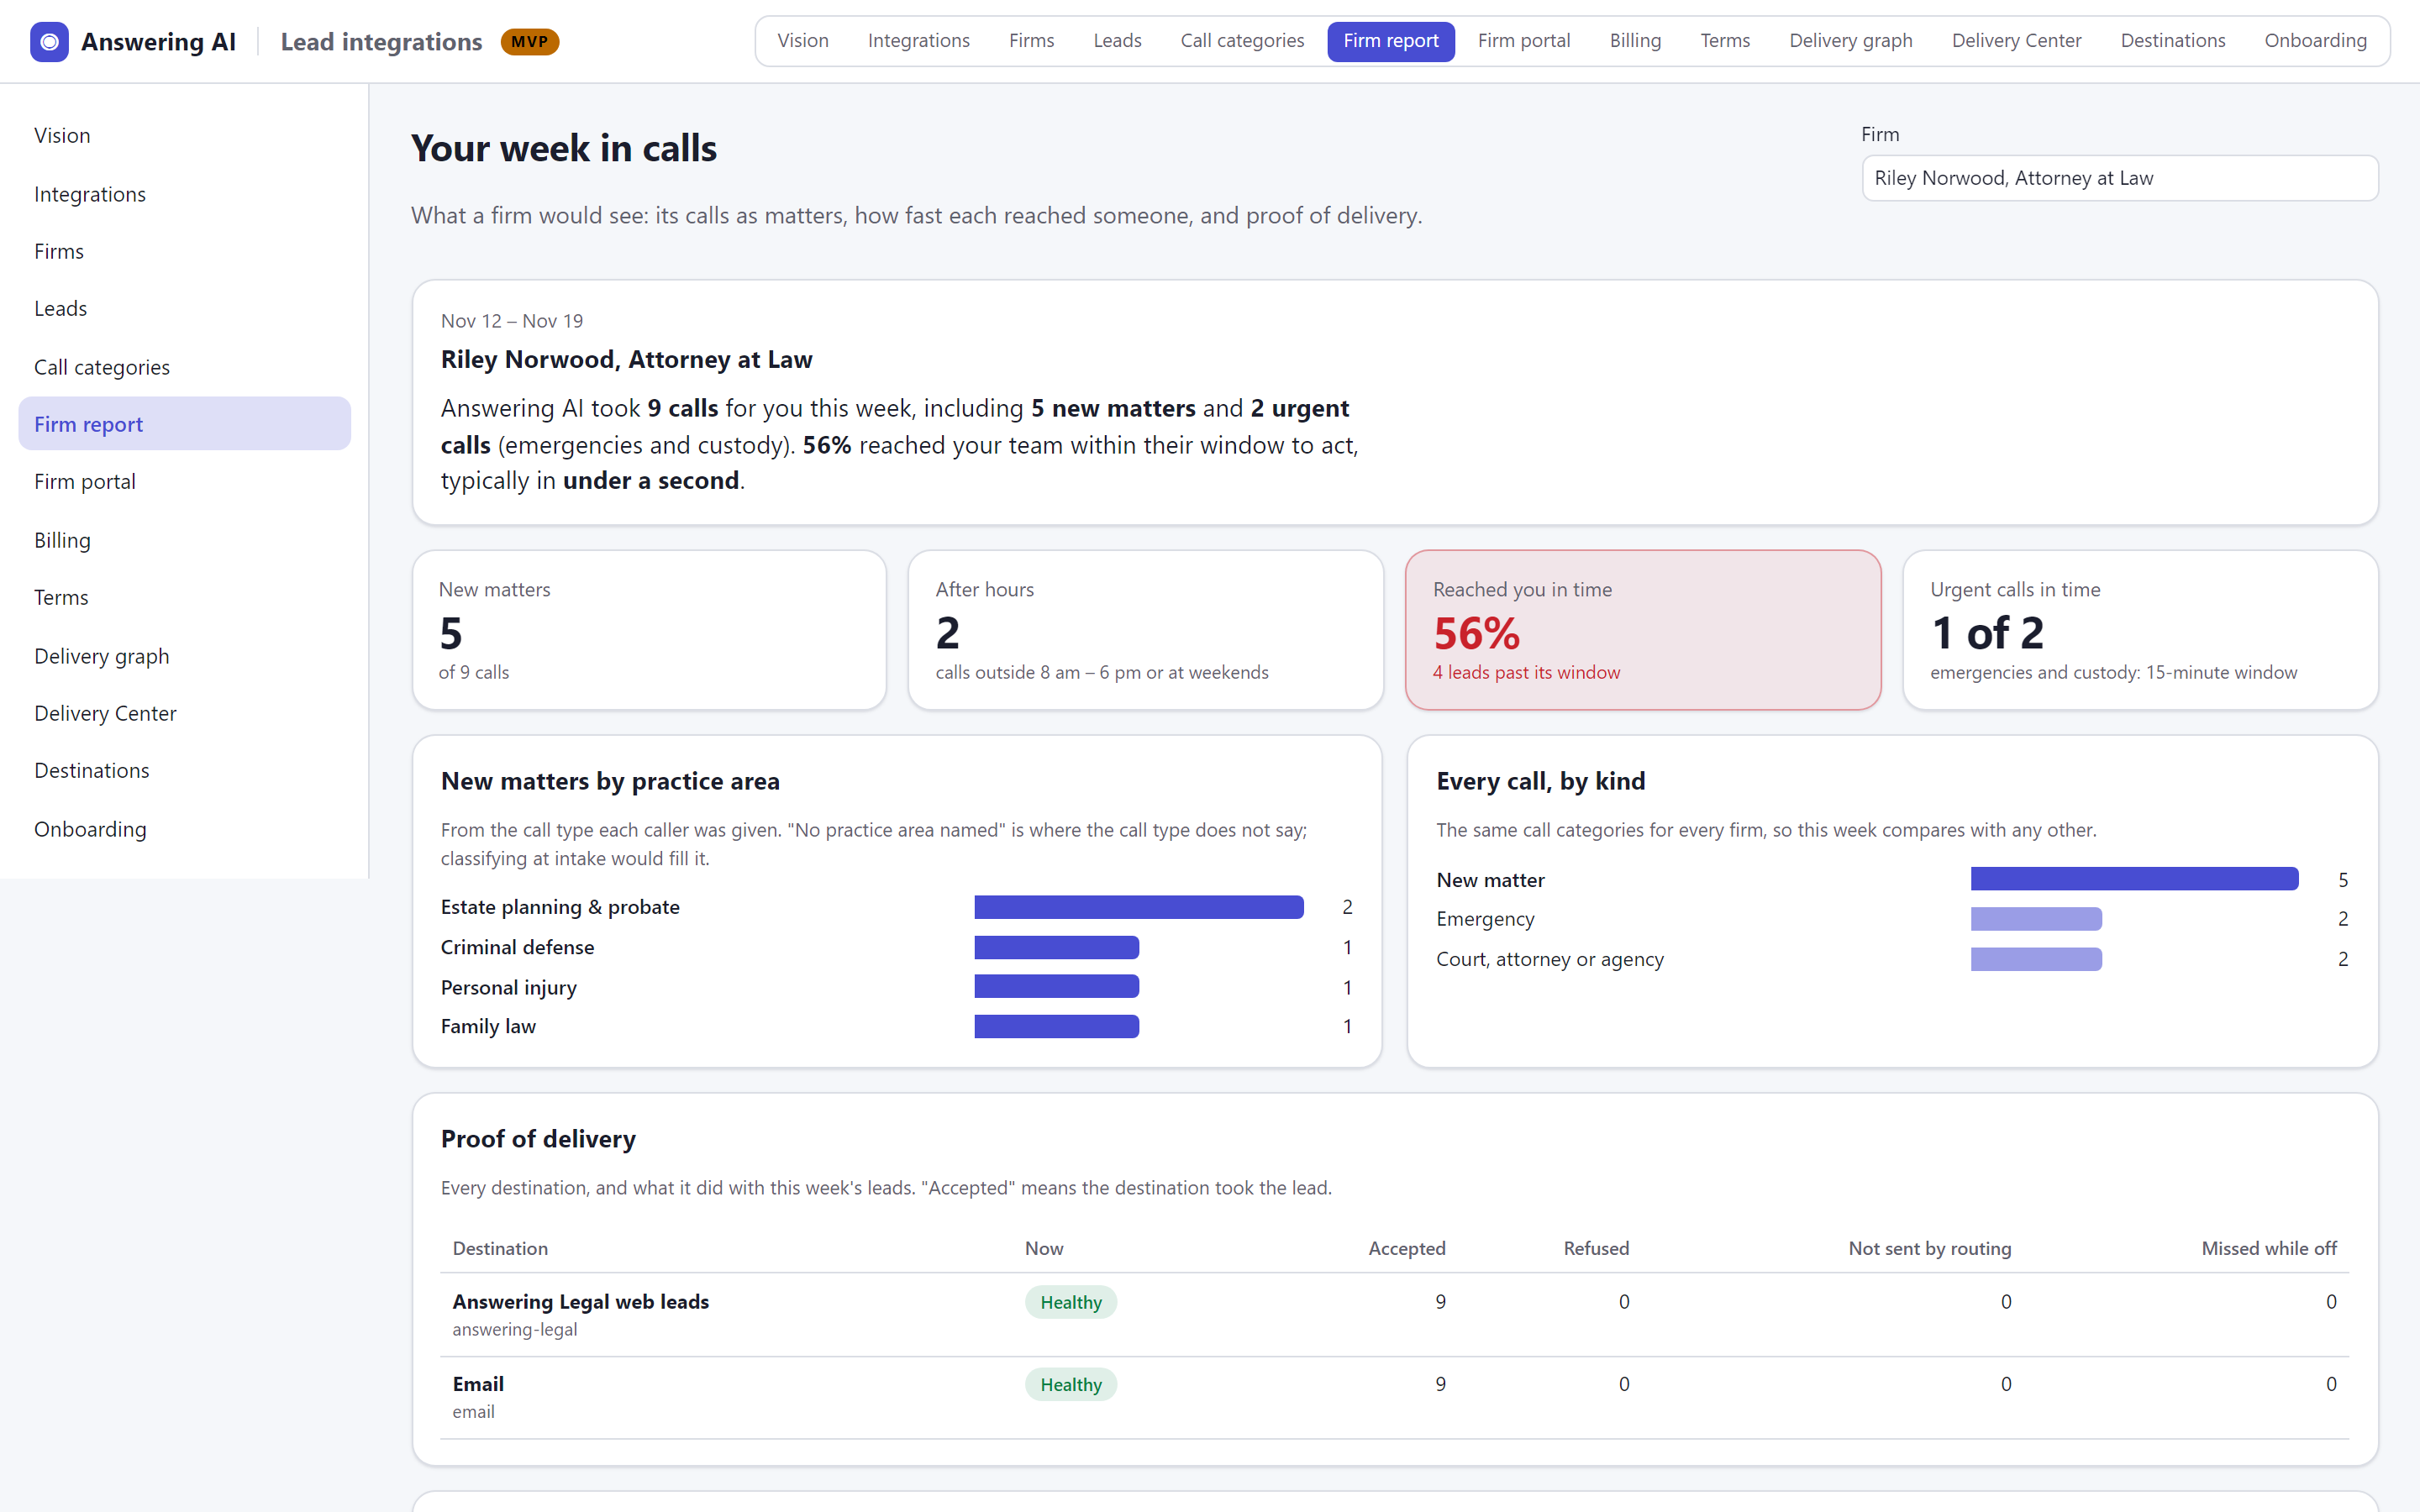 Answering AI
Lead integrations
MVP
Vision
Integrations
Firms
Leads
Call categories
Firm report
Firm portal
Billing
Terms
Delivery graph
Delivery Center
Destinations
Onboarding
Vision
Integrations
Firms
Leads
Call categories
Firm report
Firm portal
Billing
Terms
Delivery graph
Delivery Center
Destinations
Onboarding
Your week in calls
What a firm would see: its calls as matters, how fast each reached someone, and proof of delivery.
Firm
Riley Norwood, Attorney at Law
Nov 12 – Nov 19
Riley Norwood, Attorney at Law
Answering AI took 9 calls for you this week, including 5 new matters and 2 urgent
calls (emergencies and custody). 56% reached your team within their window to act,
typically in under a second.
New matters
5
of 9 calls
After hours
2
calls outside 8 am – 6 pm or at weekends
Reached you in time
56%
4 leads past its window
Urgent calls in time
1 of 2
emergencies and custody: 15-minute window
New matters by practice area
From the call type each caller was given. "No practice area named" is where the call type does not say;
classifying at intake would fill it.
Estate planning & probate 2
Criminal defense 1
Personal injury 1
Family law 1
Every call, by kind
The same call categories for every firm, so this week compares with any other.
New matter 5
Emergency 2
Court, attorney or agency 2
Proof of delivery
Every destination, and what it did with this week's leads. "Accepted" means the destination took the lead.
Destination Now Accepted Refused Not sent by routing Missed while off
Answering Legal web leads Healthy 9 0 0 0
answering-legal
Email Healthy 9 0 0 0
email